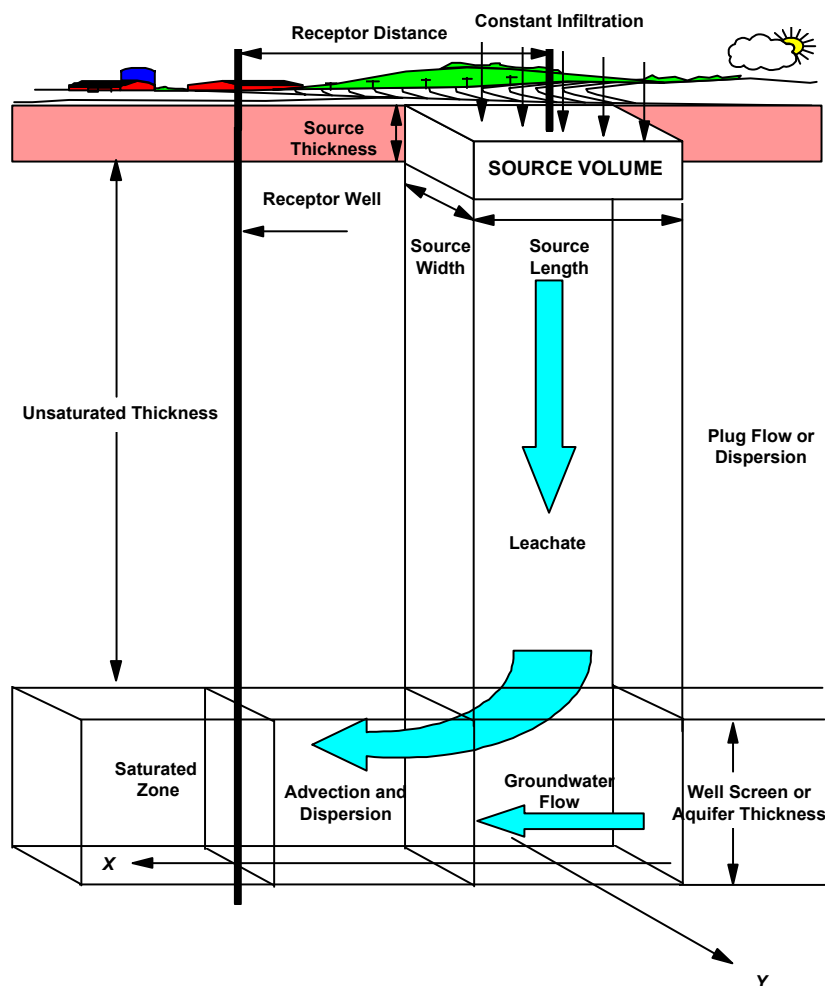 Receptor Distance
Constant Infiltration
Source
Thickness
SOURCE VOLUME
Receptor Well
Source
Width
Source
Length
Unsaturated Thickness
Plug Flow or
Dispersion
Leachate
Saturated
Zone
Advection and
Dispersion
Groundwater
Flow
Well Screen or
Aquifer Thickness
X
Y